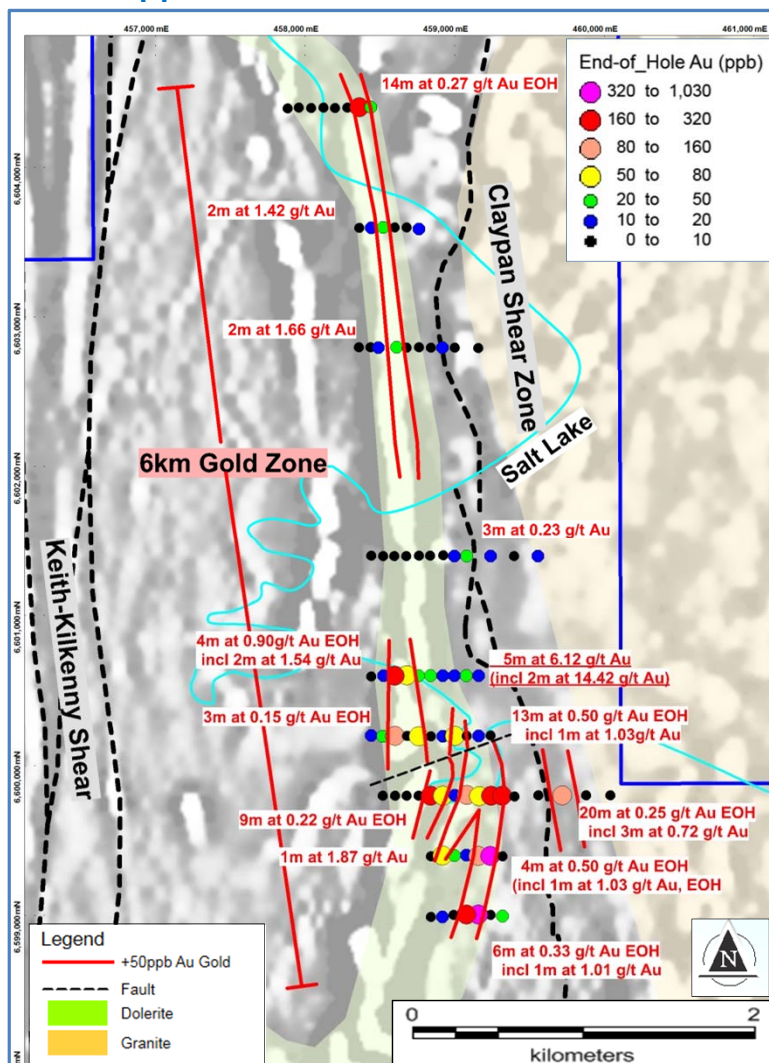 457,000 mE
458,000 mE
459,000 mE
460,000 mE
461,000 mE
End-of_Hole Au (ppb)
320 to 1,030
160 to 320
80 to 160
50 to 80
20 to 50
10 to 20
0 to 10
14m at 0.27 g/t Au EOH
6,604,000 mN
2m at 1.42 g/t Au
Claypan Shear Zone
6,603,000 mN
2m at 1.66 g/t Au
Salt Lake
6km Gold Zone
6,602,000 mN
3m at 0.23 g/t Au
Keith-Kilkenny Shear
6,601,000 mN
4m at 0.90g/t Au EOH
incl 2m at 1.54 g/t Au
5m at 6.12 g/t Au
(incl 2m at 14.42 g/t Au)
3m at 0.15 g/t Au EOH
13m at 0.50 g/t Au EOH
incl 1m at 1.03g/t Au
6,600,000 mN
9m at 0.22 g/t Au EOH
20m at 0.25 g/t Au EOH
incl 3m at 0.72 g/t Au
1m at 1.87 g/t Au
4m at 0.50 g/t Au EOH
(incl 1m at 1.03 g/t Au, EOH
6,599,000 mN
6m at 0.33 g/t Au EOH
incl 1m at 1.01 g/t Au
Legend
+50ppb Au Gold
Fault
Dolerite
Granite
N
0 2
kilometers